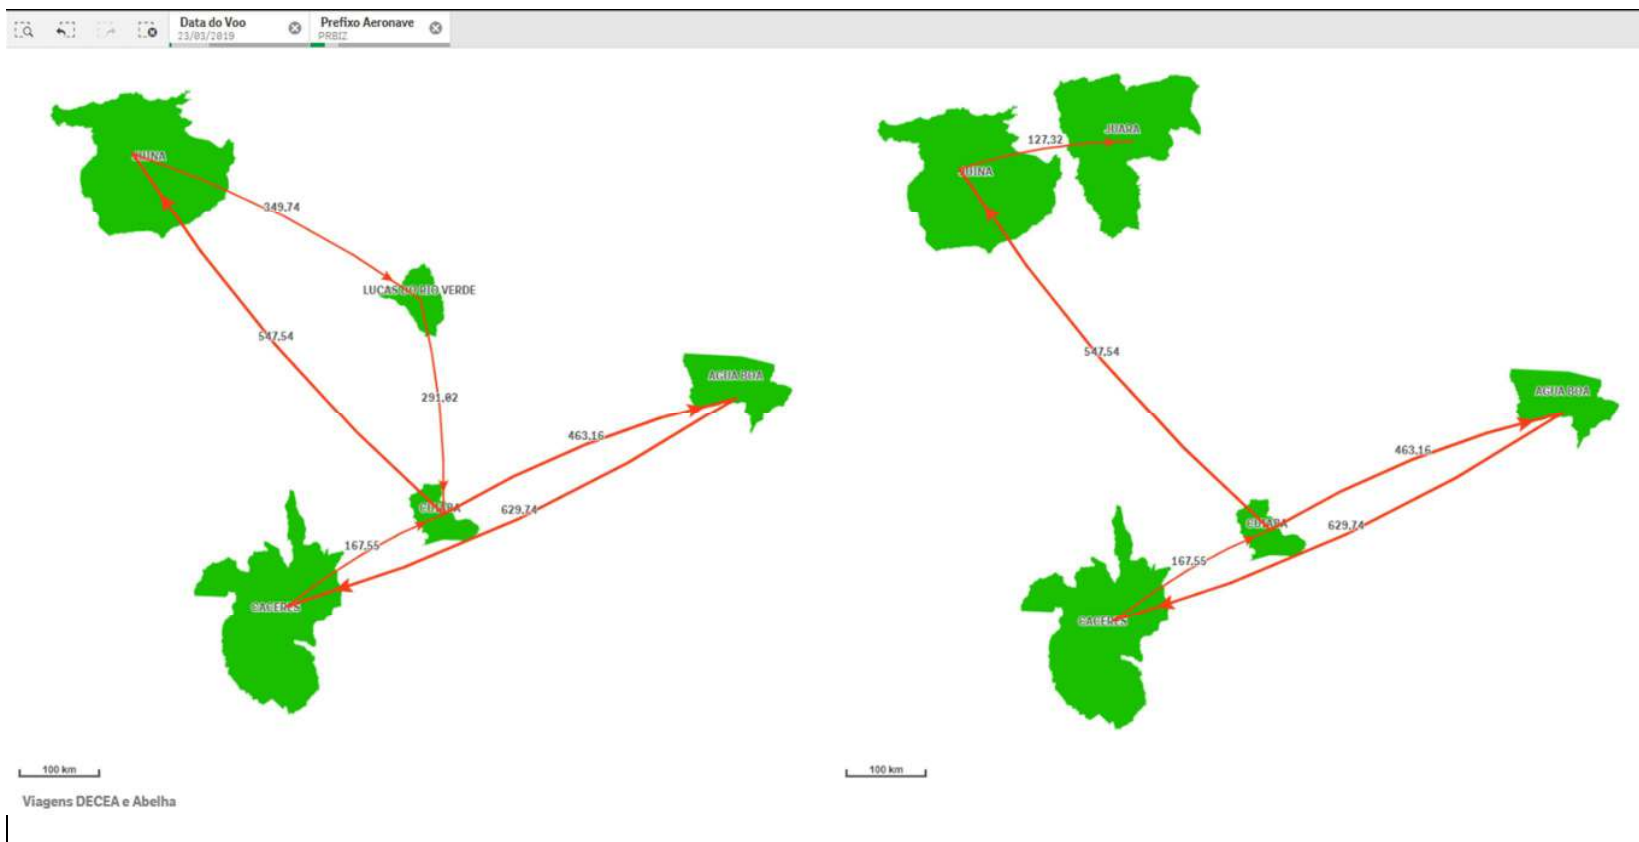 Data do Voo
23/03/2019
Prefixo Aeronave
PRBIZ
JUINA
349.74
LUCAS DO RIO VERDE
547.54
291.02
AGUA BOA
463.16
CUIABA
629.74
167.55
CACERES
100 km
Viagens DECEA e Abelha
JUARA
127.32
JUINA
547.54
AGUA BOA
463.16
CUIABA
629.74
167.55
CACERES
100 km